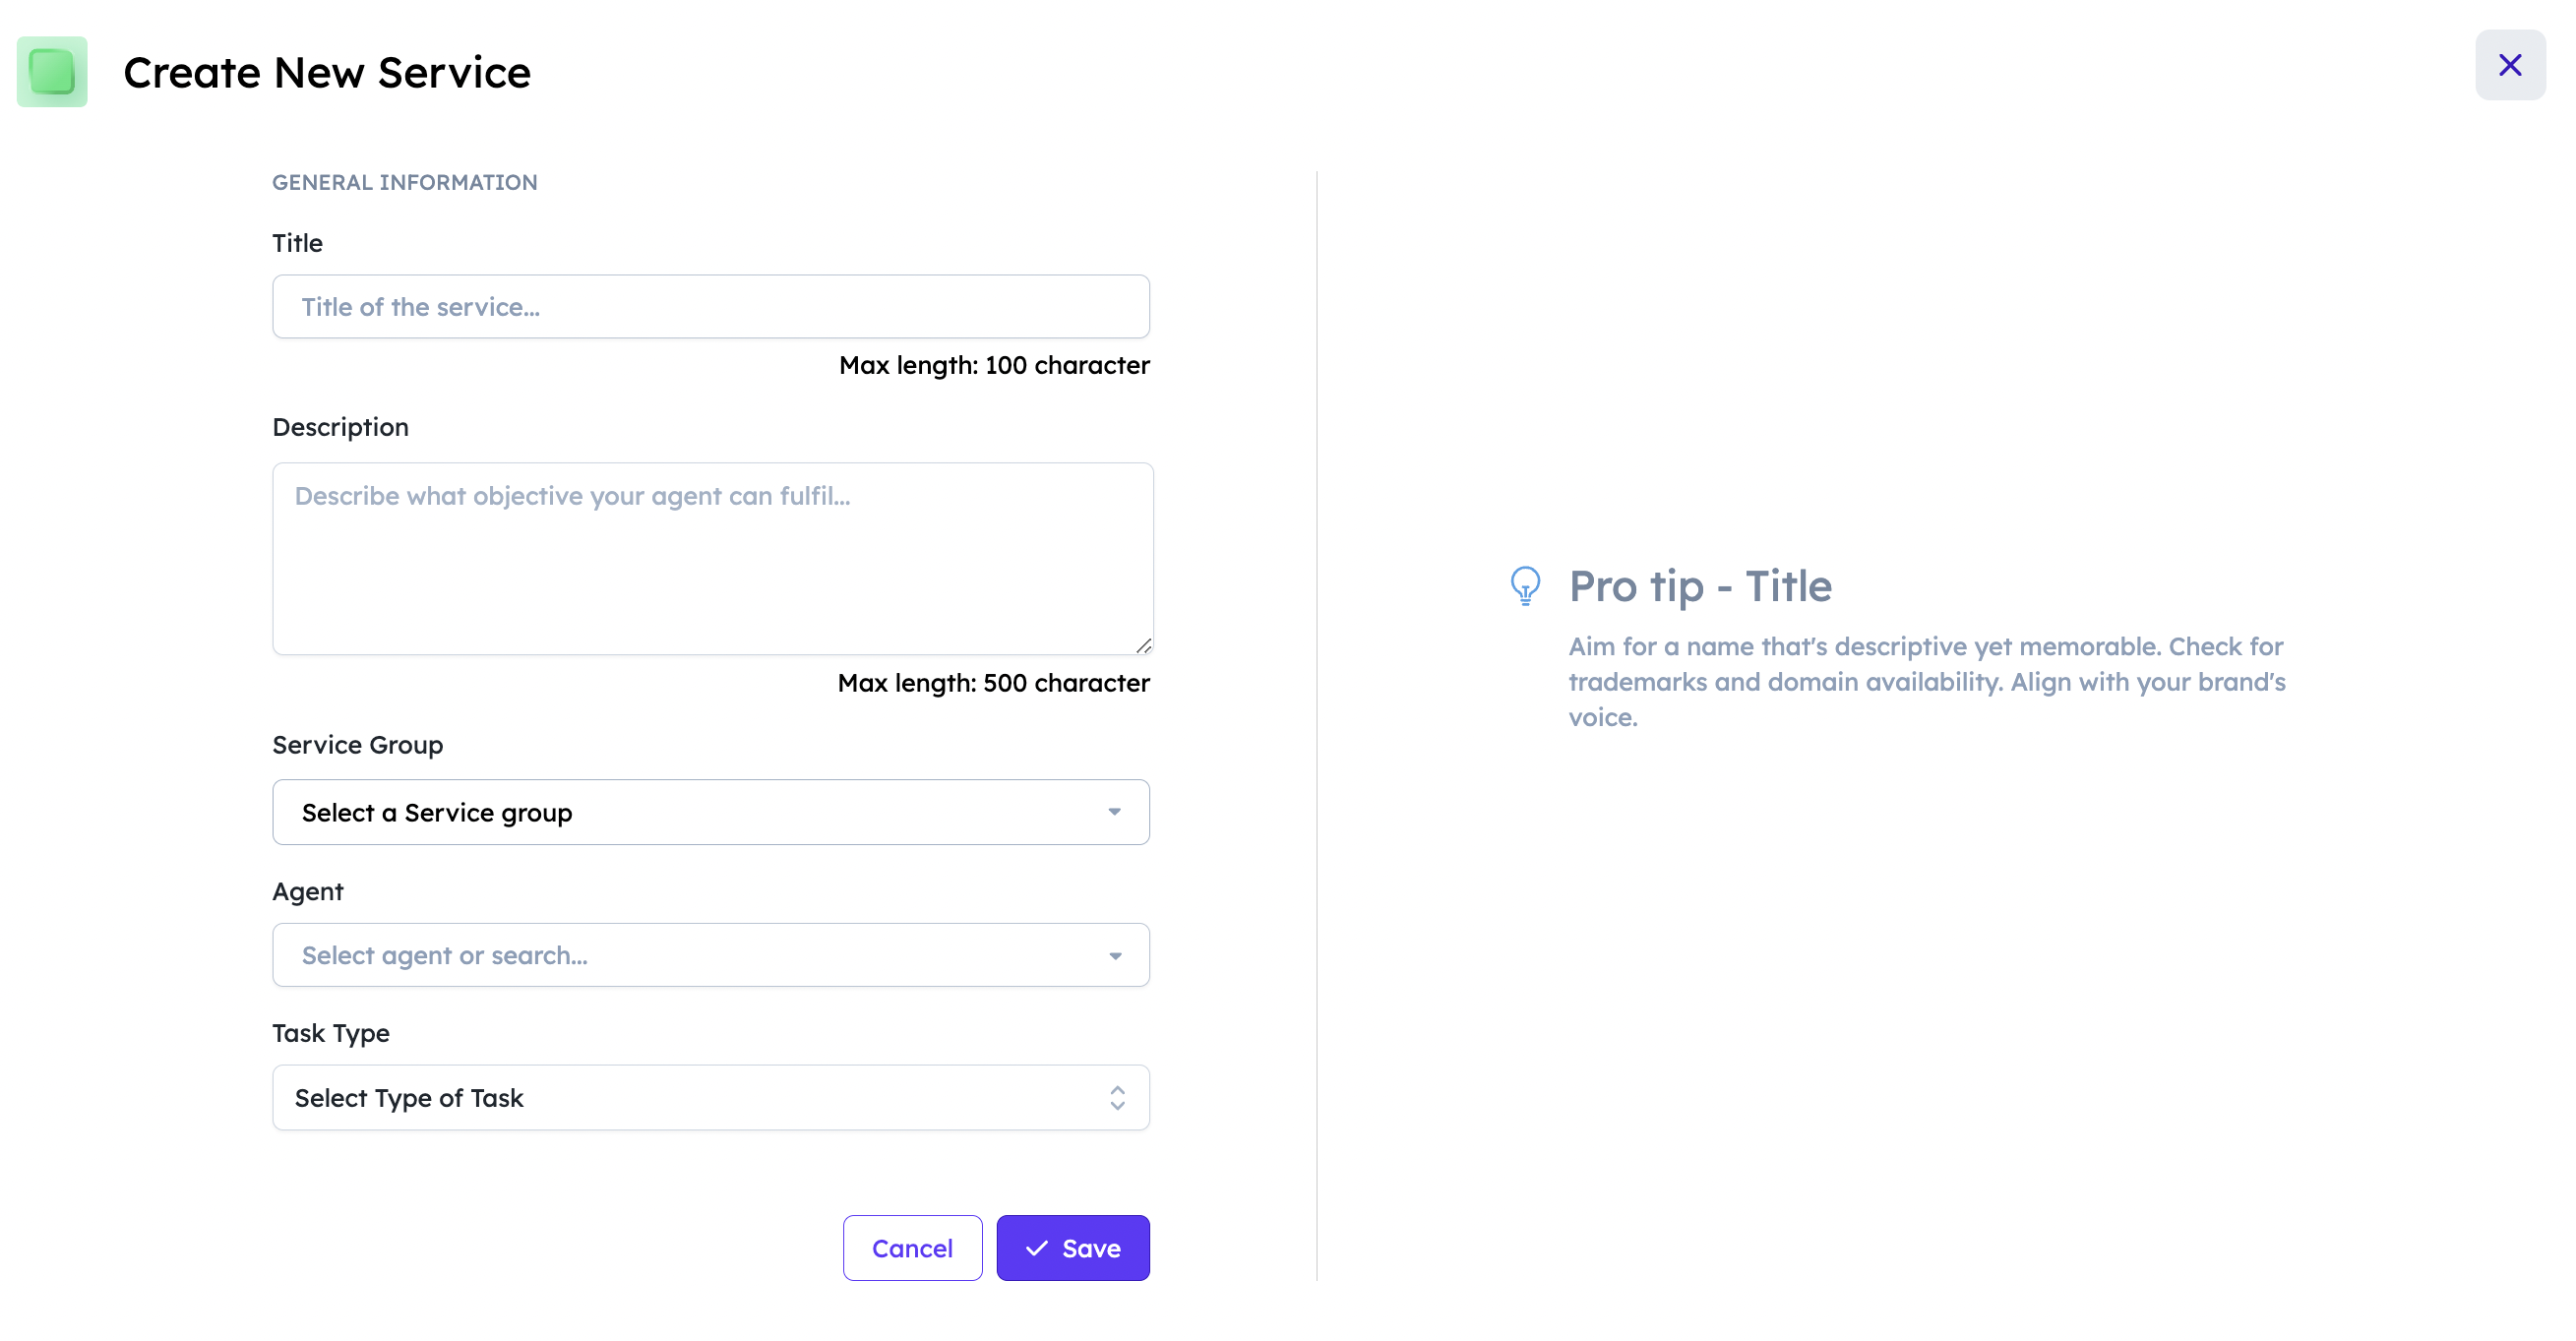 Create New Service
GENERAL INFORMATION
Title
Title of the service...
Max length: 100 character
Description
Describe what objective your agent can fulfil...
Max length: 500 character
Service Group
Select a Service group
Agent
Select agent or search...
Task Type
Select Type of Task
Cancel
Save
Pro tip - Title
Aim for a name that's descriptive yet memorable. Check for
trademarks and domain availability. Align with your brand's
voice.